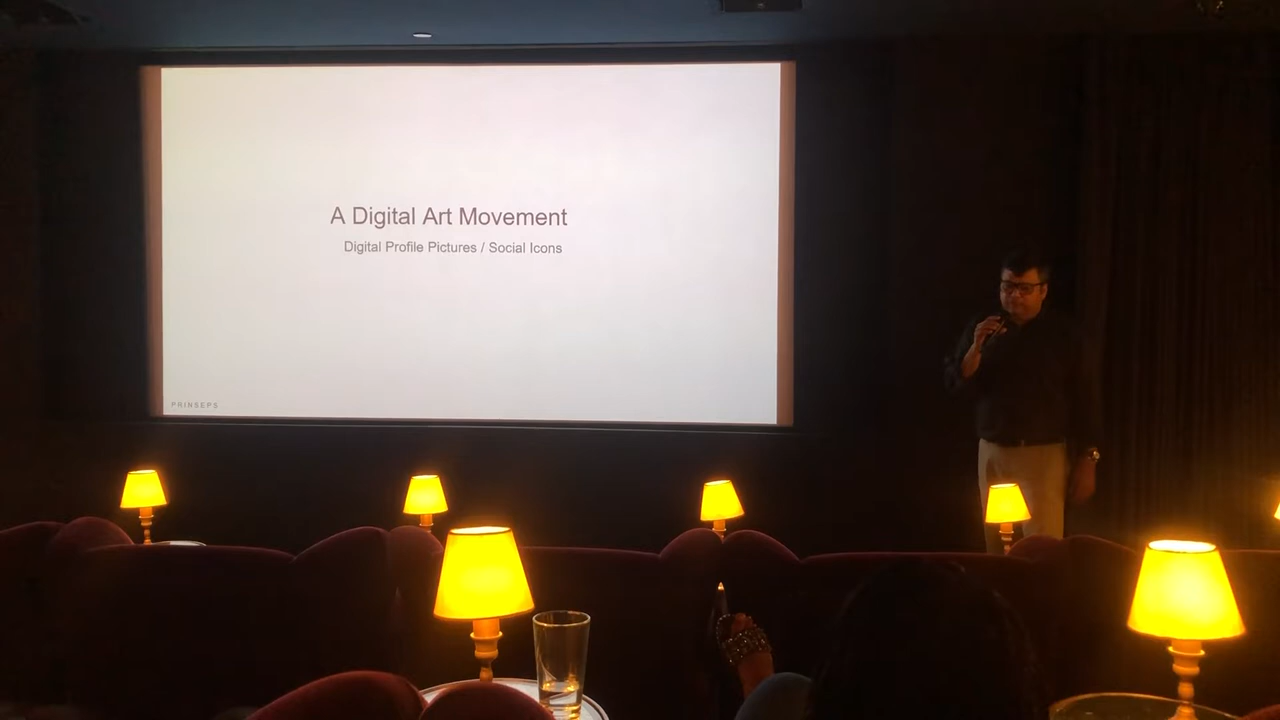 A Digital Art Movement
Digital Profile Pictures / Social Icons
PRINSEPS